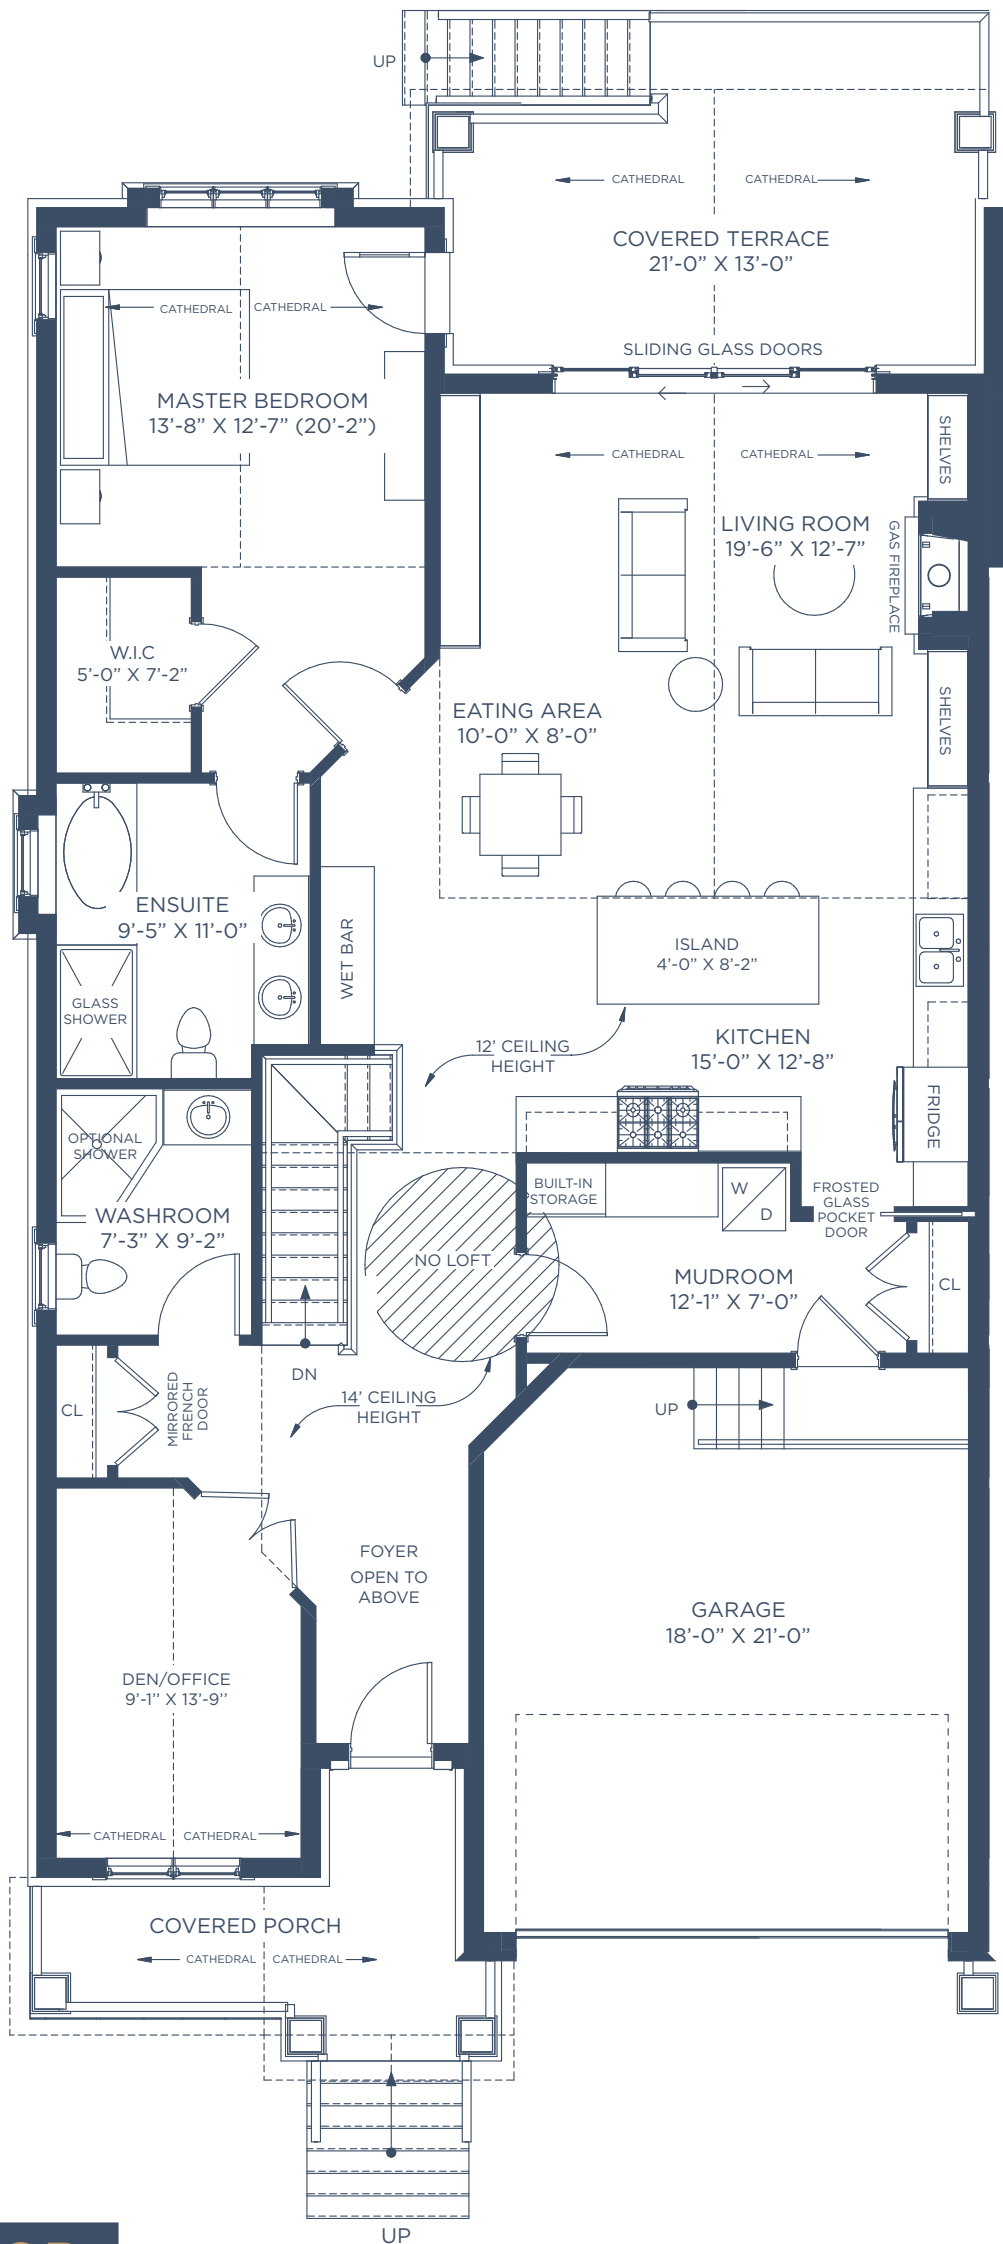 UP
CATHEDRAL CATHEDRAL
COVERED TERRACE
21'-0" X 13'-0"
SLIDING GLASS DOORS
CATHEDRAL CATHEDRAL
MASTER BEDROOM
13'-8" X 12'-7" (20'-2")
CATHEDRAL CATHEDRAL
SHELVES
LIVING ROOM
19'-6" X 12'-7"
GAS FIREPLACE
W.I.C
5'-0" X 7'-2"
SHELVES
EATING AREA
10'-0" X 8'-0"
ENSUITE
9'-5" X 11'-0"
WET BAR
ISLAND
4'-0" X 8'-2"
GLASS
SHOWER
KITCHEN
15'-0" X 12'-8"
12' CEILING
HEIGHT
FRIDGE
OPTIONAL
SHOWER
BUILT-IN
STORAGE
W
D
FROSTED
GLASS
POCKET
DOOR
WASHROOM
7'-3" X 9'-2"
NO LOFT
MUDROOM
12'-1" X 7'-0"
CL
DN
14' CEILING
HEIGHT
CL
MIRRORED
FRENCH
DOOR
UP
FOYER
OPEN TO
ABOVE
GARAGE
18'-0" X 21'-0"
DEN/OFFICE
9'-1'' X 13'-9''
CATHEDRAL CATHEDRAL
COVERED PORCH
CATHEDRAL CATHEDRAL
UP